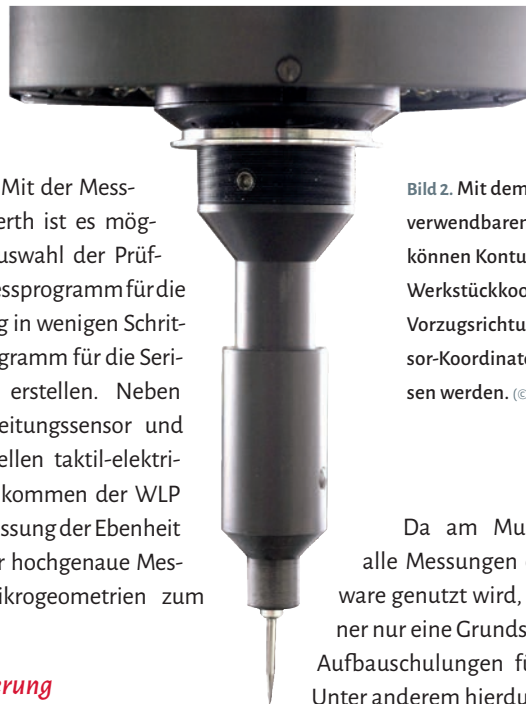 Mit der Mess-
erth ist es mög-
uswahl der Prüf-
essprogramm für die
g in wenigen Schrit-
gramm für die Seri-
erstellen. Neben
eitungssensor und
ellen taktil-elektri-
kommen der WLP
ssung der Ebenheit
r hochgenaue Mes-
ikrogeometrien zum
erung
Bild 2. Mit dem
verwendbaren
können Kontu
Werkstückkoo
Vorzugsrichtu
sor-Koordinate
sen werden. (©
Da am Mu
alle Messungen
ware genutzt wird,
ner nur eine Grunds
Aufbauschulungen fü
Unter anderem hierdu